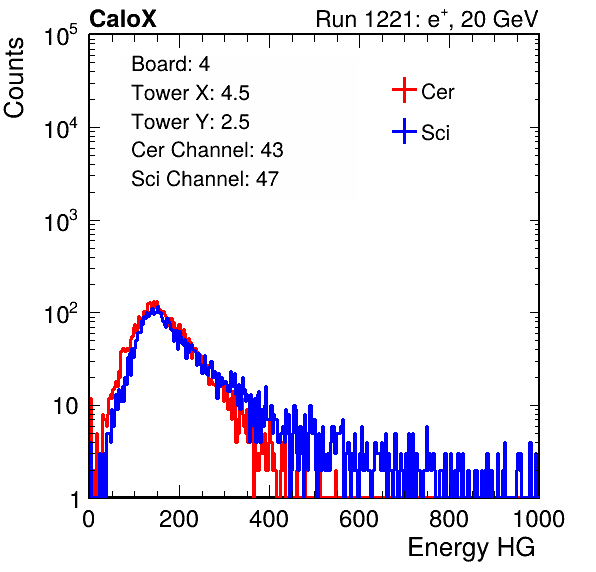 CaloX Run 1221: e⁺, 20 GeV
Counts
Board: 4
Tower X: 4.5
Tower Y: 2.5
Cer Channel: 43
Sci Channel: 47
Cer
Sci
10⁵
10⁴
10³
10²
10
1
0 200 400 600 800 1000
Energy HG